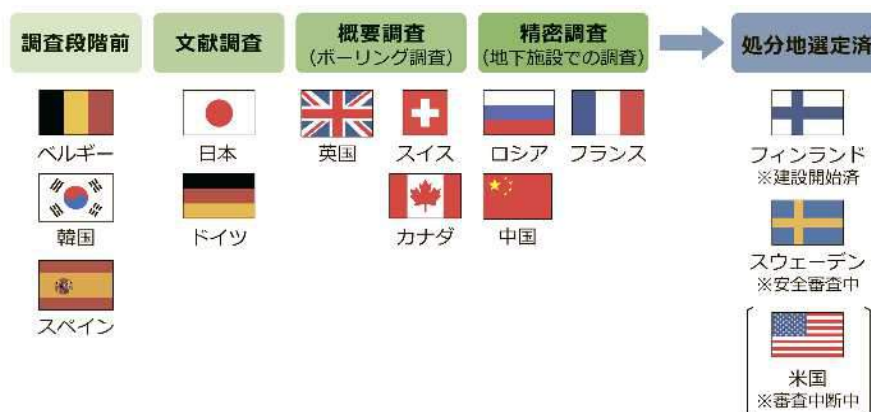 調査段階前
文献調査
概要調査
(ボーリング調査)
精密調査
(地下施設での調査)
処分地選定済
ベルギー
日本
英国
スイス
ロシア
フランス
フィンランド
※建設開始済
韓国
ドイツ
カナダ
中国
スウェーデン
※安全審査中
スペイン
米国
※審査中断中